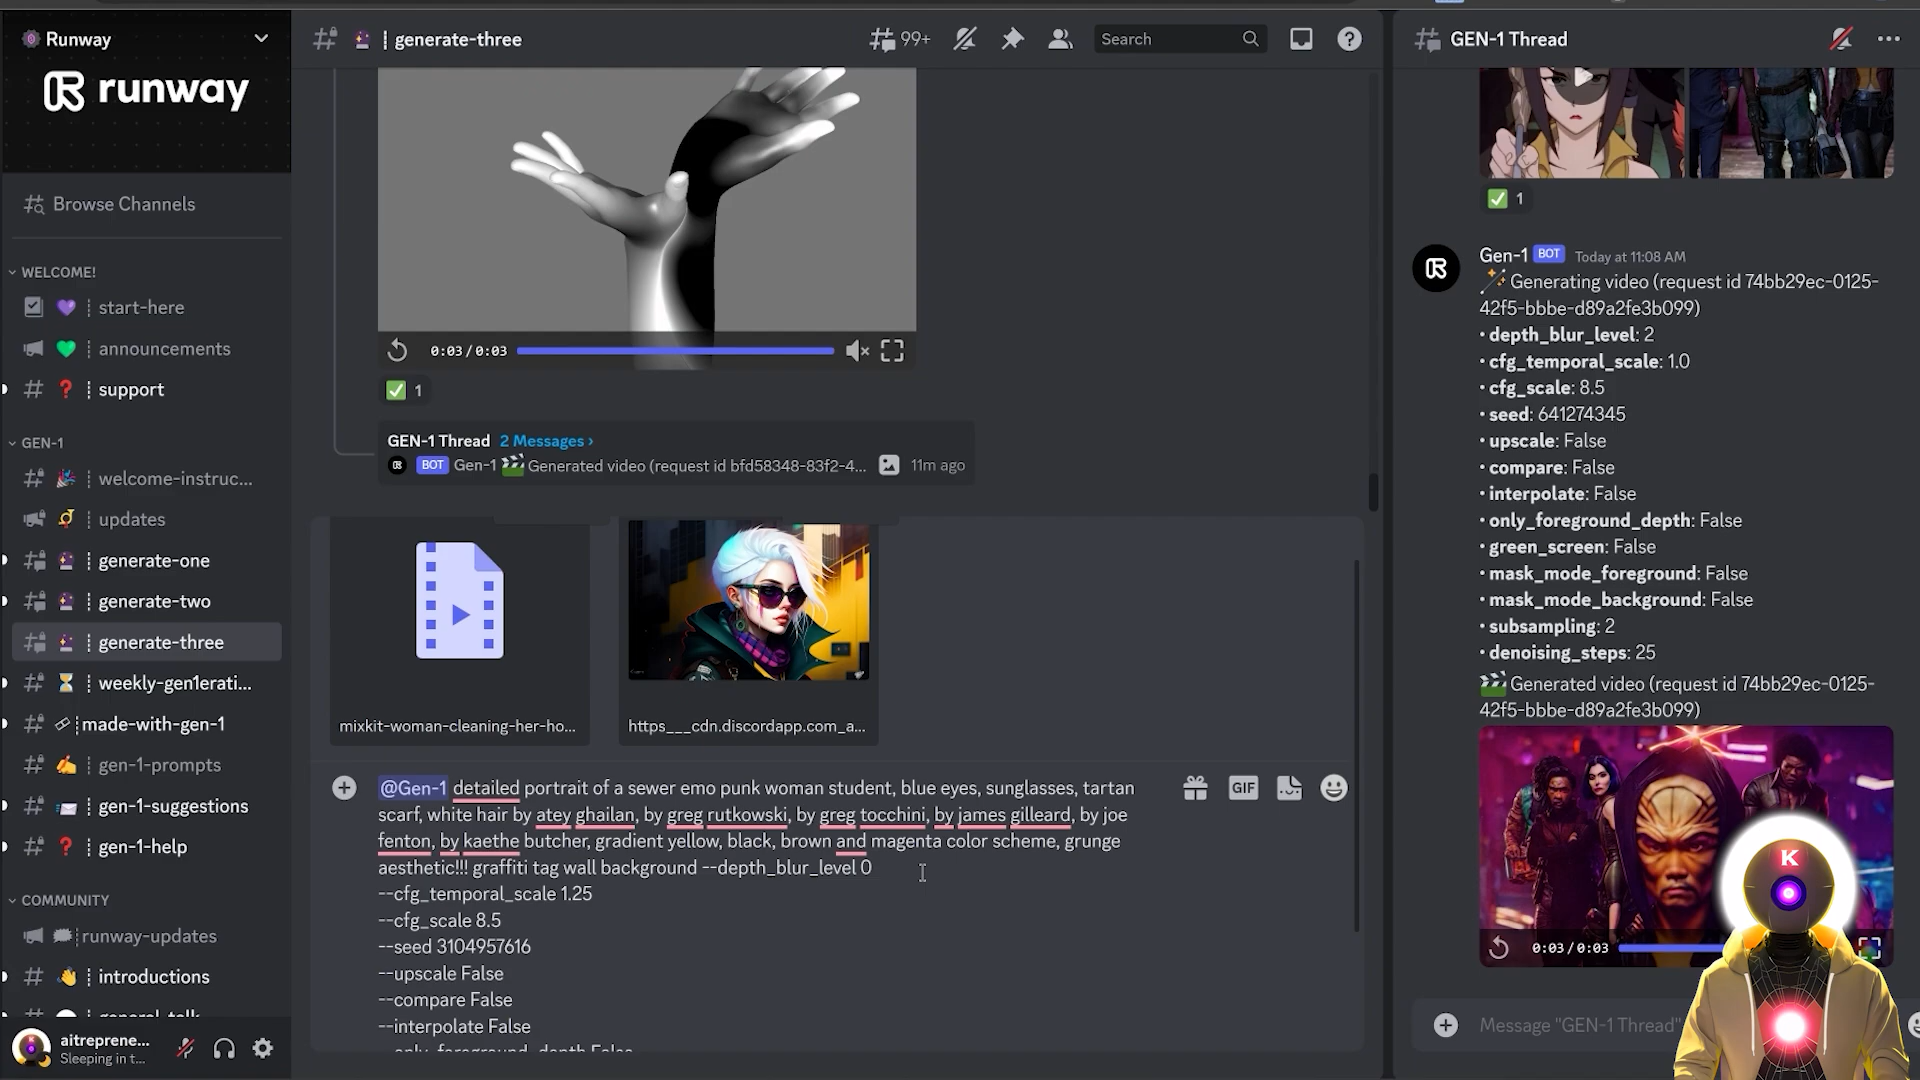 Runway
runway
Browse Channels
WELCOME!
start-here
announcements
support
GEN-1
welcome-instruc...
updates
generate-one
generate-two
generate-three
weekly-gen1erati...
made-with-gen-1
gen-1-prompts
gen-1-suggestions
gen-1-help
COMMUNITY
runway-updates
introductions
general-talk
aitreprene...
Sleeping in t...
generate-three
99+
Search
0:03 / 0:03
1
GEN-1 Thread 2 Messages ›
BOT Gen-1 Generated video (request id bfd58348-83f2-4... 11m ago
mixkit-woman-cleaning-her-ho...
https___cdn.discordapp.com_a...
@Gen-1 detailed portrait of a sewer emo punk woman student, blue eyes, sunglasses, tartan
scarf, white hair by atey ghailan, by greg rutkowski, by greg tocchini, by james gilleard, by joe
fenton, by kaethe butcher, gradient yellow, black, brown and magenta color scheme, grunge
aesthetic!!! graffiti tag wall background --depth_blur_level 0
--cfg_temporal_scale 1.25
--cfg_scale 8.5
--seed 3104957616
--upscale False
--compare False
--interpolate False
--only_foreground_depth False
GIF
GEN-1 Thread
1
Gen-1 BOT Today at 11:08 AM
Generating video (request id 74bb29ec-0125-
42f5-bbbe-d89a2fe3b099)
• depth_blur_level: 2
• cfg_temporal_scale: 1.0
• cfg_scale: 8.5
• seed: 641274345
• upscale: False
• compare: False
• interpolate: False
• only_foreground_depth: False
• green_screen: False
• mask_mode_foreground: False
• mask_mode_background: False
• subsampling: 2
• denoising_steps: 25
Generated video (request id 74bb29ec-0125-
42f5-bbbe-d89a2fe3b099)
0:03 / 0:03
Message "GEN-1 Thread"
K